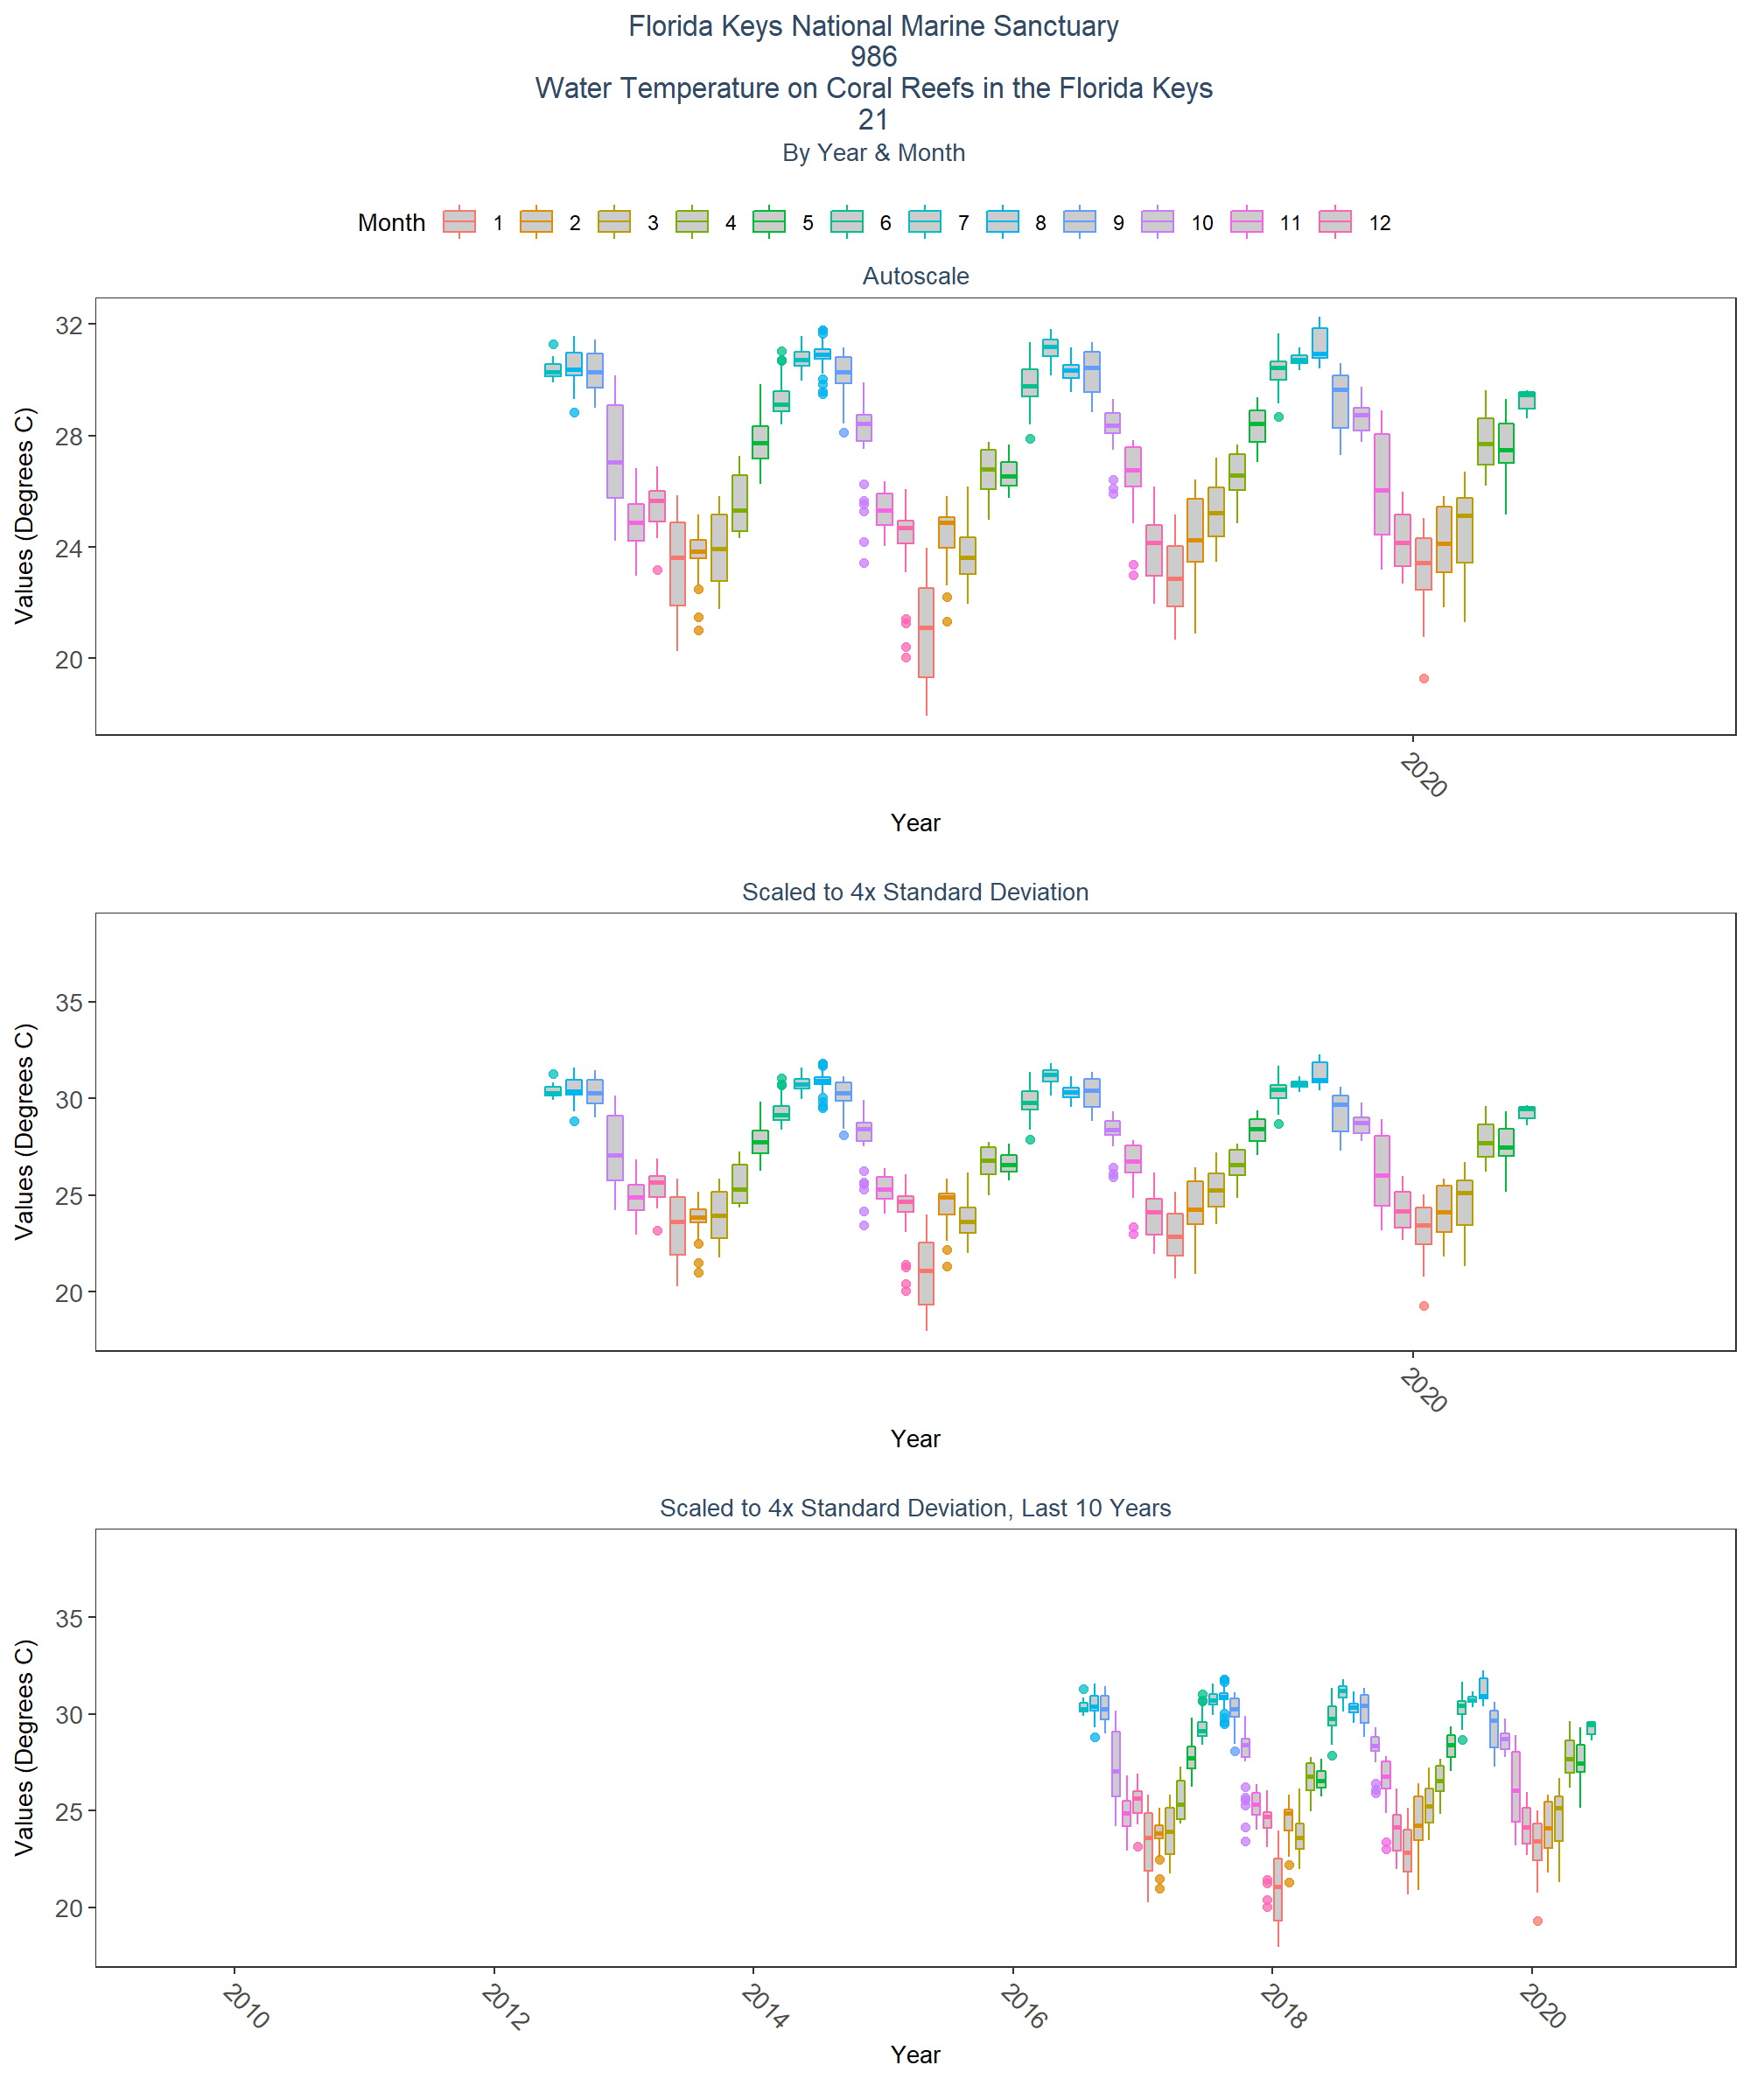 Florida Keys National Marine Sanctuary
986
Water Temperature on Coral Reefs in the Florida Keys
21
By Year & Month
Month 1 2 3 4 5 6 7 8 9 10 11 12
Autoscale
Values (Degrees C)
32
28
24
20
2020
Year
Scaled to 4x Standard Deviation
Values (Degrees C)
35
30
25
20
2020
Year
Scaled to 4x Standard Deviation, Last 10 Years
Values (Degrees C)
35
30
25
20
2010 2012 2014 2016 2018 2020
Year